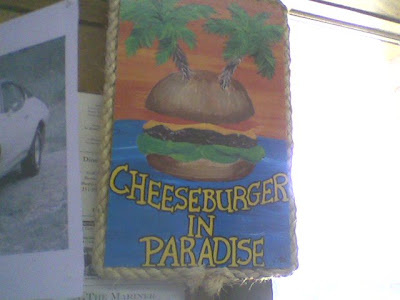 CHEESEBURGER
IN
PARADISE
THE MARINER